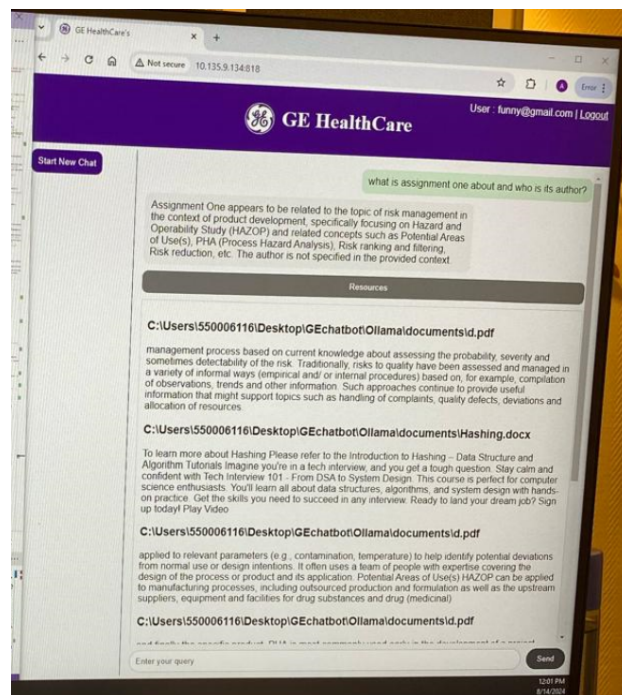 GE HealthCare's
Not secure 10.135.9.134:818
Error
GE HealthCare
User : funny@gmail.com | Logout
Start New Chat
what is assignment one about and who is its author?
Assignment One appears to be related to the topic of risk management in
the context of product development, specifically focusing on Hazard and
Operability Study (HAZOP) and related concepts such as Potential Areas
of Use(s), PHA (Process Hazard Analysis), Risk ranking and filtering,
Risk reduction, etc. The author is not specified in the provided context.
Resources
C:\Users\550006116\Desktop\GEchatbot\Ollama\documents\d.pdf
management process based on current knowledge about assessing the probability, severity and
sometimes detectability of the risk. Traditionally, risks to quality have been assessed and managed in
a variety of informal ways (empirical and/ or internal procedures) based on, for example, compilation
of observations, trends and other information. Such approaches continue to provide useful
information that might support topics such as handling of complaints, quality defects, deviations and
allocation of resources.
C:\Users\550006116\Desktop\GEchatbot\Ollama\documents\Hashing.docx
To learn more about Hashing Please refer to the Introduction to Hashing – Data Structure and
Algorithm Tutorials Imagine you're in a tech interview, and you get a tough question. Stay calm and
confident with Tech Interview 101 - From DSA to System Design. This course is perfect for computer
science enthusiasts. You'll learn all about data structures, algorithms, and system design with hands-
on practice. Get the skills you need to succeed in any interview. Ready to land your dream job? Sign
up today! Play Video
C:\Users\550006116\Desktop\GEchatbot\Ollama\documents\d.pdf
applied to relevant parameters (e.g., contamination, temperature) to help identify potential deviations
from normal use or design intentions. It often uses a team of people with expertise covering the
design of the process or product and its application. Potential Areas of Use(s) HAZOP can be applied
to manufacturing processes, including outsourced production and formulation as well as the upstream
suppliers, equipment and facilities for drug substances and drug (medicinal)
C:\Users\550006116\Desktop\GEchatbot\Ollama\documents\d.pdf
Enter your query
Send
12:01 PM
8/14/2024